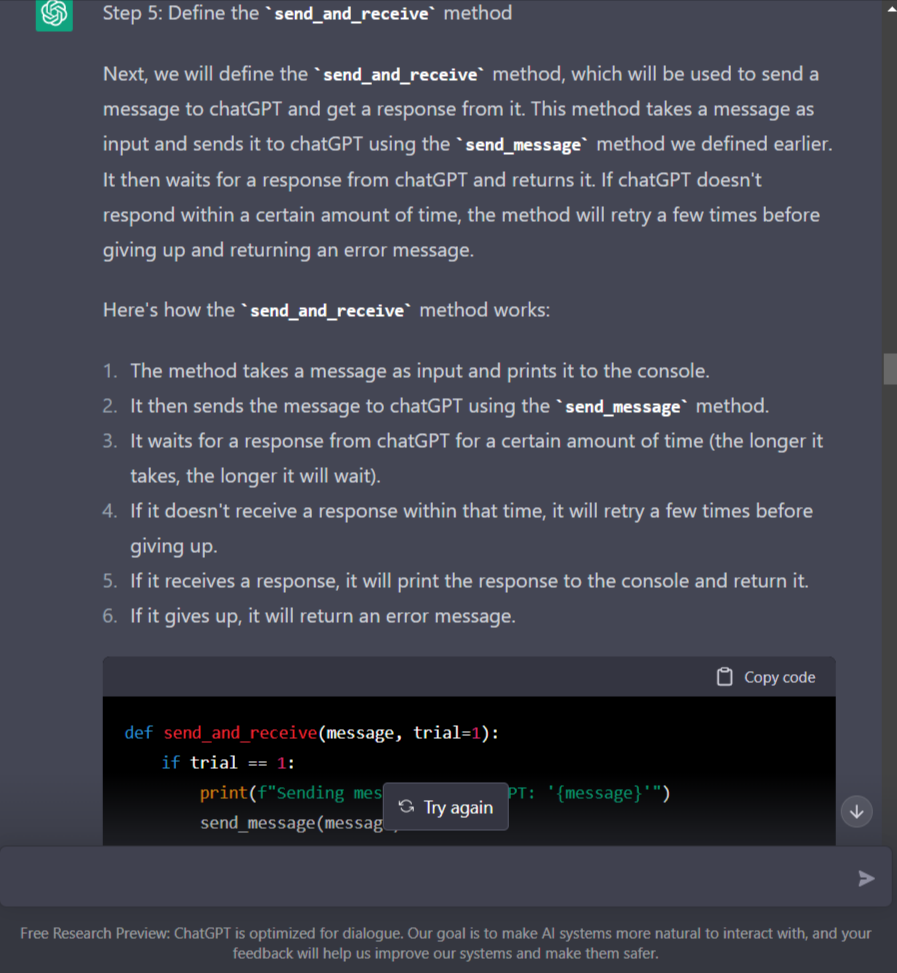 Step 5: Define the `send_and_receive` method
Next, we will define the `send_and_receive` method, which will be used to send a
message to chatGPT and get a response from it. This method takes a message as
input and sends it to chatGPT using the `send_message` method we defined earlier.
It then waits for a response from chatGPT and returns it. If chatGPT doesn't
respond within a certain amount of time, the method will retry a few times before
giving up and returning an error message.
Here's how the `send_and_receive` method works:
1. The method takes a message as input and prints it to the console.
2. It then sends the message to chatGPT using the `send_message` method.
3. It waits for a response from chatGPT for a certain amount of time (the longer it
takes, the longer it will wait).
4. If it doesn't receive a response within that time, it will retry a few times before
giving up.
5. If it receives a response, it will print the response to the console and return it.
6. If it gives up, it will return an error message.
Copy code
def send_and_receive(message, trial=1):
if trial == 1:
print(f"Sending mes PT: '{message}'")
Try again
send_message(messag
Free Research Preview: ChatGPT is optimized for dialogue. Our goal is to make AI systems more natural to interact with, and your
feedback will help us improve our systems and make them safer.